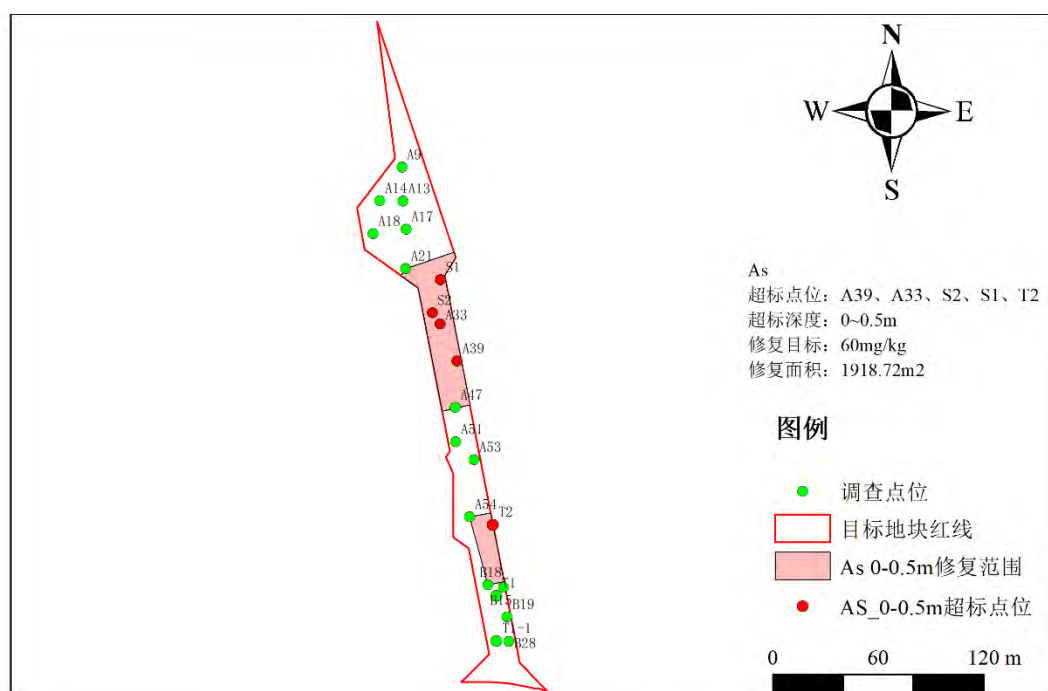 N
W
E
S
A9
A14
A13
A18
A17
A21
S1
S2
A33
A39
A47
A51
A53
A54
T2
B18
T1
B15
B19
T1-1
B28
As
超标点位：A39、A33、S2、S1、T2
超标深度：0~0.5m
修复目标：60mg/kg
修复面积：1918.72m2
图例
调查点位
目标地块红线
As 0-0.5m修复范围
AS_0-0.5m超标点位
0 60 120 m